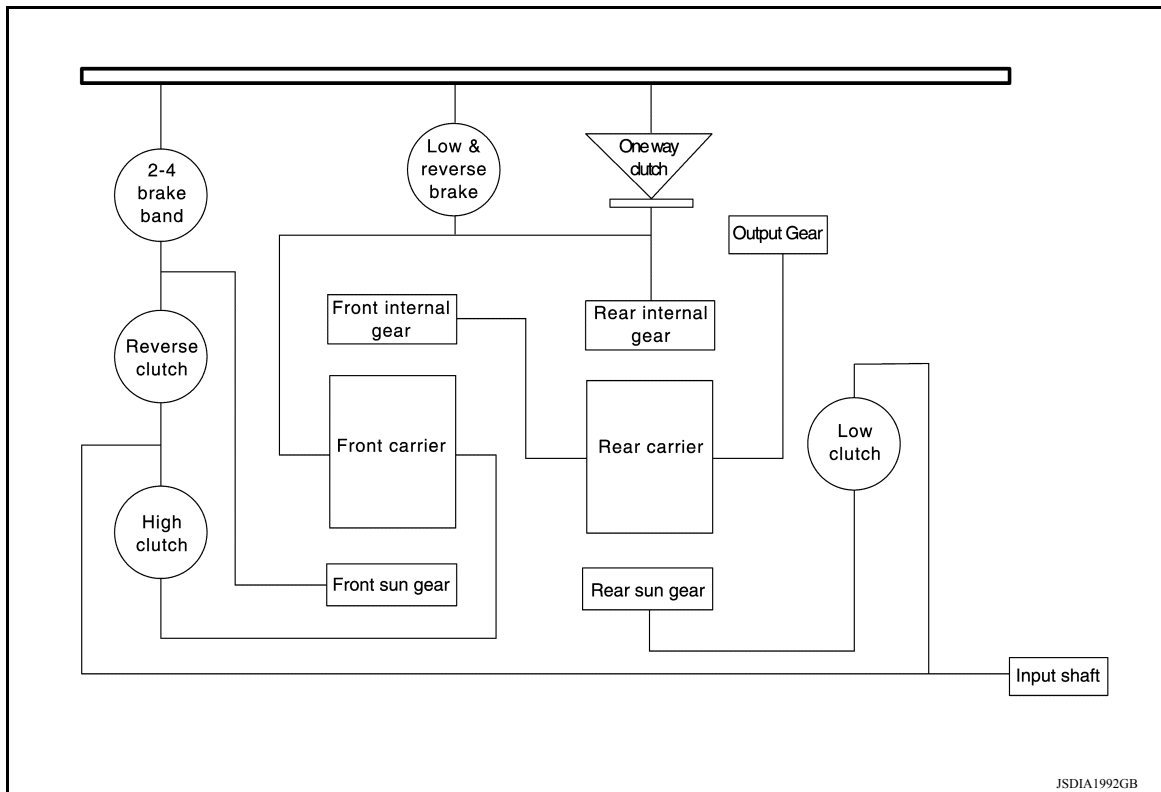 2-4
brake
band
Low &
reverse
brake
One way
clutch
Output Gear
Front internal
gear
Rear internal
gear
Reverse
clutch
Front carrier
Rear carrier
Low
clutch
High
clutch
Front sun gear
Rear sun gear
Input shaft
JSDIA1992GB